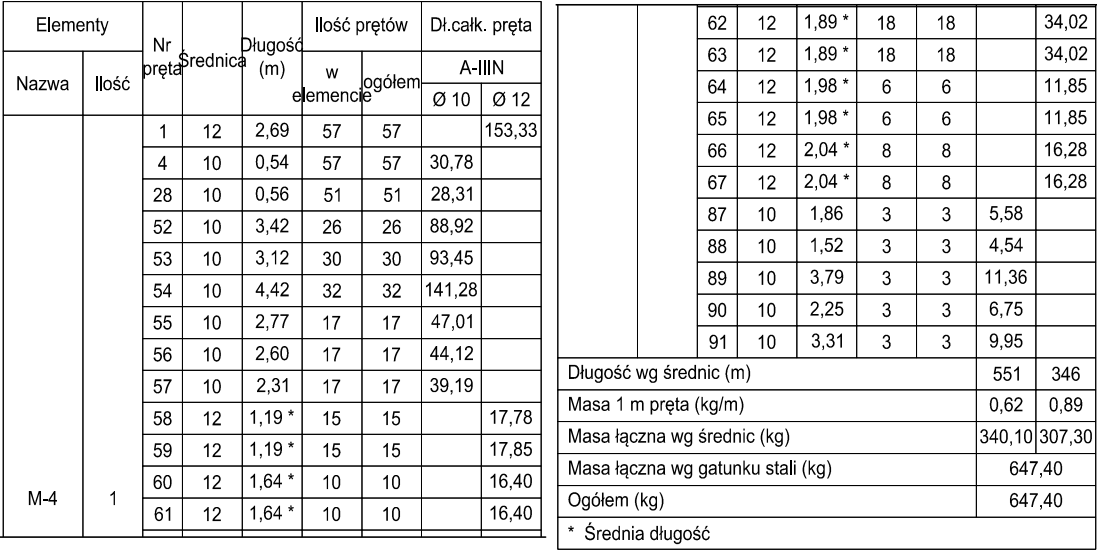 Elementy Nr pręta Średnica Długość (m) Ilość prętów Dł.całk. pręta
Nazwa Ilość w elemencie ogółem A-IIIN
Ø 10 Ø 12
1 12 2,69 57 57 153,33
4 10 0,54 57 57 30,78
28 10 0,56 51 51 28,31
52 10 3,42 26 26 88,92
53 10 3,12 30 30 93,45
54 10 4,42 32 32 141,28
55 10 2,77 17 17 47,01
56 10 2,60 17 17 44,12
57 10 2,31 17 17 39,19
58 12 1,19 * 15 15 17,78
59 12 1,19 * 15 15 17,85
60 12 1,64 * 10 10 16,40
M-4 1
61 12 1,64 * 10 10 16,40
62 12 1,89 * 18 18 34,02
63 12 1,89 * 18 18 34,02
64 12 1,98 * 6 6 11,85
65 12 1,98 * 6 6 11,85
66 12 2,04 * 8 8 16,28
67 12 2,04 * 8 8 16,28
87 10 1,86 3 3 5,58
88 10 1,52 3 3 4,54
89 10 3,79 3 3 11,36
90 10 2,25 3 3 6,75
91 10 3,31 3 3 9,95
Długość wg średnic (m) 551 346
Masa 1 m pręta (kg/m) 0,62 0,89
Masa łączna wg średnic (kg) 340,10 307,30
Masa łączna wg gatunku stali (kg) 647,40
Ogółem (kg) 647,40
* Średnia długość